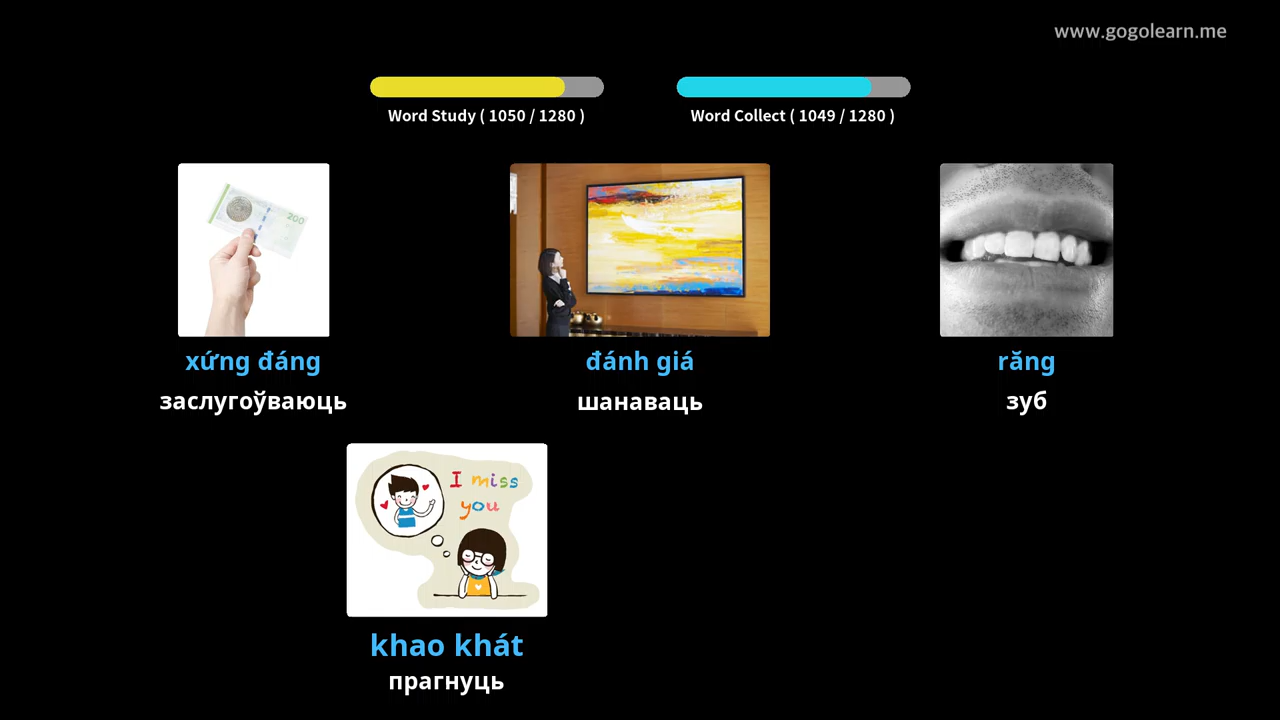 www.gogolearn.me
Word Study ( 1050 / 1280 )
Word Collect ( 1049 / 1280 )
200
xứng đáng
đánh giá
răng
заслугоўваюць
шанаваць
зуб
I miss
you
khao khát
прагнуць